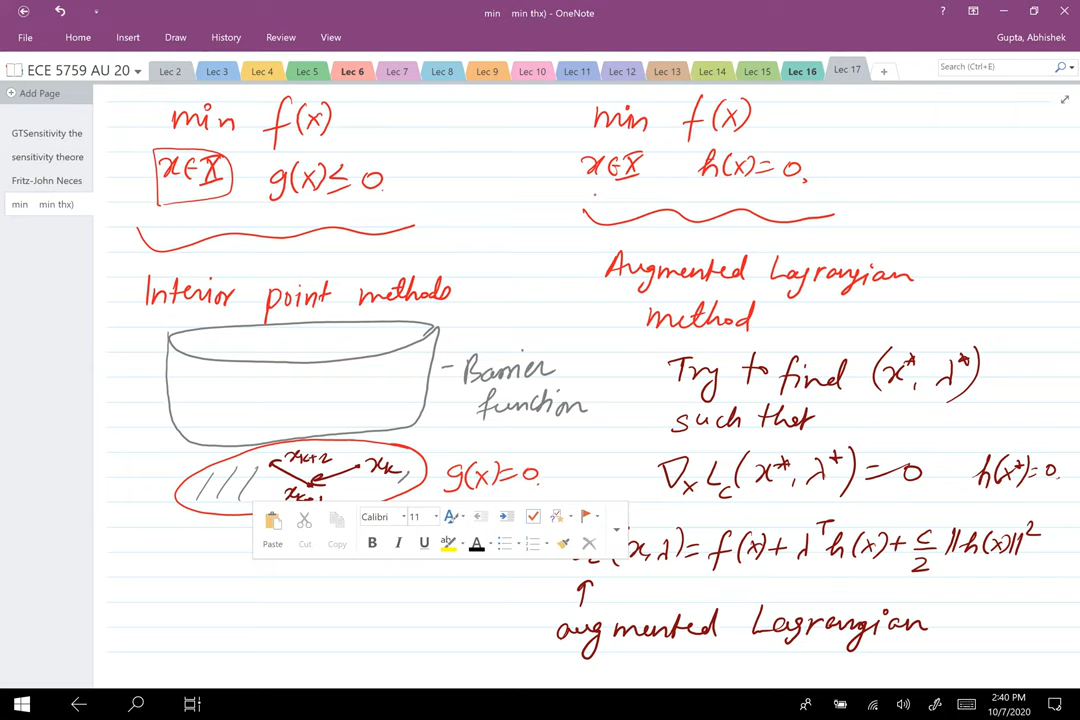 min   min thx) - OneNote
Gupta, Abhishek
File Home Insert Draw History Review View
ECE 5759 AU 20
Lec 2 Lec 3 Lec 4 Lec 5 Lec 6 Lec 7 Lec 8 Lec 9 Lec 10 Lec 11 Lec 12 Lec 13 Lec 14 Lec 15 Lec 16 Lec 17
Search (Ctrl+E)
Add Page
GTSensitivity the
sensitivity theore
Fritz-John Neces
min   min thx)
min f(x)
x∈X g(x) ≤ 0.
Interior point methods
- Barrier
function
x_{k+2}
x_k,
g(x)=0.
min f(x)
x∈X h(x)=0.
Augmented Lagrangian
method
Try to find (x*, λ*)
such that
∇ₓ L_c(x*, λ*) = 0 h(x*)=0.
(x,λ)= f(x)+ λᵀh(x)+ c/2 ||h(x)||²
↑
augmented Lagrangian
Calibri 11
Paste Cut Copy B I U ab A
2:40 PM
10/7/2020